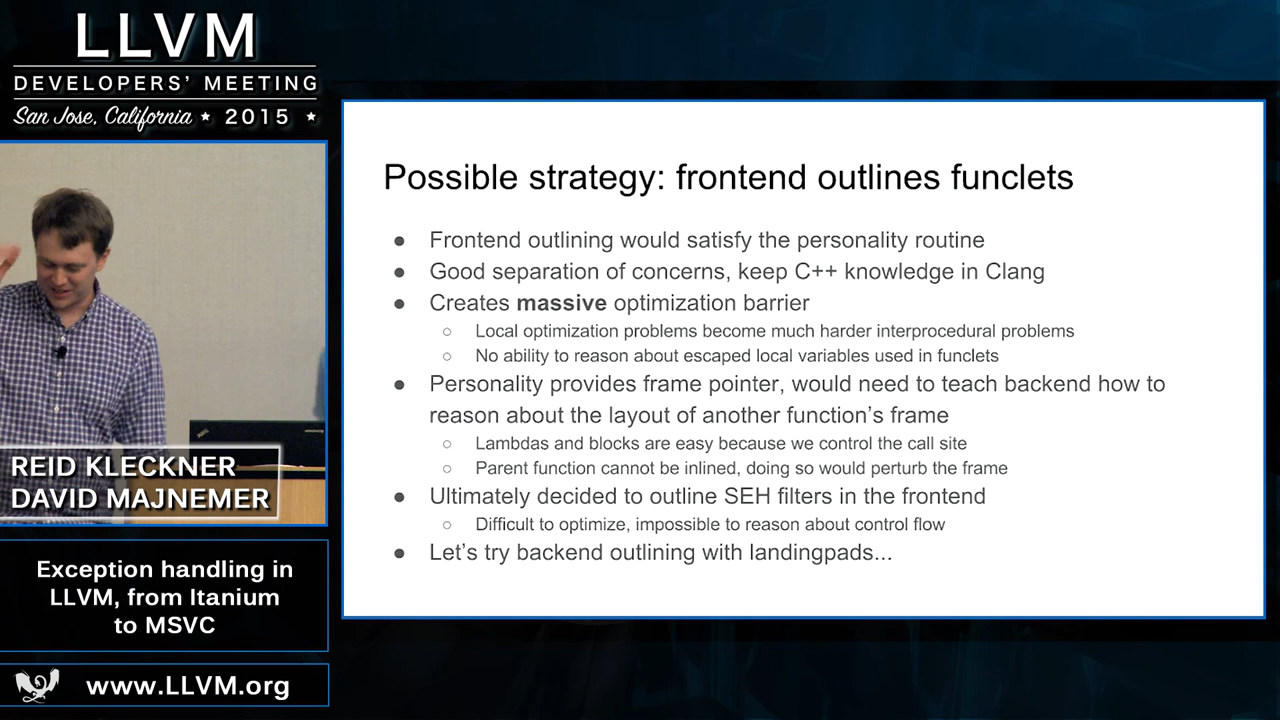 LLVM
DEVELOPERS' MEETING
San Jose, California ★ 2015 ★
REID KLECKNER
DAVID MAJNEMER
Exception handling in
LLVM, from Itanium
to MSVC
www.LLVM.org
Possible strategy: frontend outlines funclets
● Frontend outlining would satisfy the personality routine
● Good separation of concerns, keep C++ knowledge in Clang
● Creates massive optimization barrier
○ Local optimization problems become much harder interprocedural problems
○ No ability to reason about escaped local variables used in funclets
● Personality provides frame pointer, would need to teach backend how to
reason about the layout of another function's frame
○ Lambdas and blocks are easy because we control the call site
○ Parent function cannot be inlined, doing so would perturb the frame
● Ultimately decided to outline SEH filters in the frontend
○ Difficult to optimize, impossible to reason about control flow
● Let's try backend outlining with landingpads...